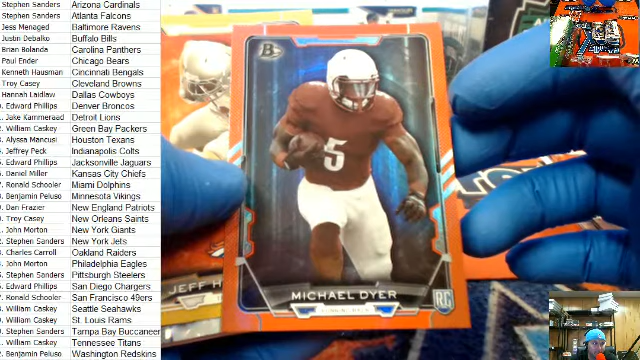 Stephen Sanders Arizona Cardinals
Stephen Sanders Atlanta Falcons
Jess Menaged Baltimore Ravens
Justin Debalko Buffalo Bills
Brian Bolanda Carolina Panthers
Paul Ender Chicago Bears
Kenneth Hausman Cincinnati Bengals
Troy Casey Cleveland Browns
Hannah Laidlaw Dallas Cowboys
Edward Phillips Denver Broncos
Jake Kammeraad Detroit Lions
William Caskey Green Bay Packers
Alyssa Mancusi Houston Texans
Jeffrey Peck Indianapolis Colts
Edward Phillips Jacksonville Jaguars
Daniel Miller Kansas City Chiefs
Ronald Schooler Miami Dolphins
Benjamin Peluso Minnesota Vikings
Dan Frazier New England Patriots
Troy Casey New Orleans Saints
John Morton New York Giants
Stephen Sanders New York Jets
Charles Carroll Oakland Raiders
John Morton Philadelphia Eagles
Stephen Sanders Pittsburgh Steelers
Edward Phillips San Diego Chargers
Ronald Schooler San Francisco 49ers
William Caskey Seattle Seahawks
William Caskey St. Louis Rams
Stephen Sanders Tampa Bay Buccaneer
William Caskey Tennessee Titans
Benjamin Peluso Washington Redskins
B
5
JEFF H
MICHAEL DYER
RC